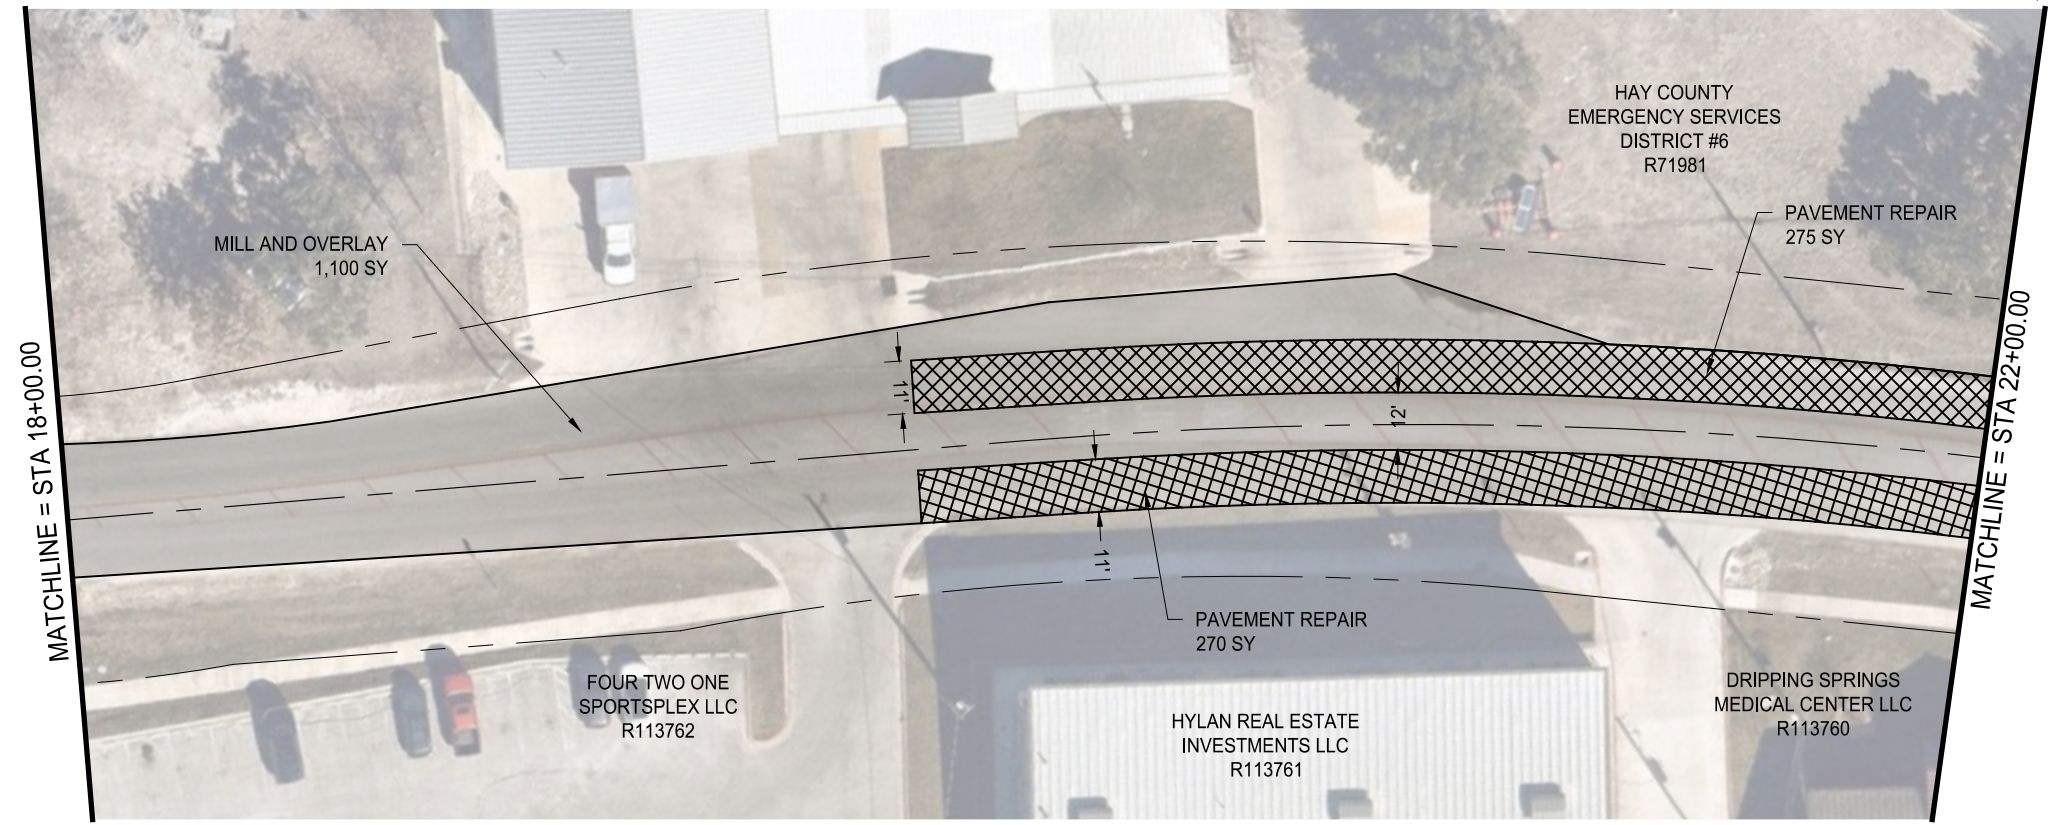 HAY COUNTY
EMERGENCY SERVICES
DISTRICT #6
R71981
PAVEMENT REPAIR
275 SY
MILL AND OVERLAY
1,100 SY
MATCHLINE = STA 18+00.00
MATCHLINE = STA 22+00.00
11'
12'
11'
PAVEMENT REPAIR
270 SY
FOUR TWO ONE
SPORTSPLEX LLC
R113762
HYLAN REAL ESTATE
INVESTMENTS LLC
R113761
DRIPPING SPRINGS
MEDICAL CENTER LLC
R113760